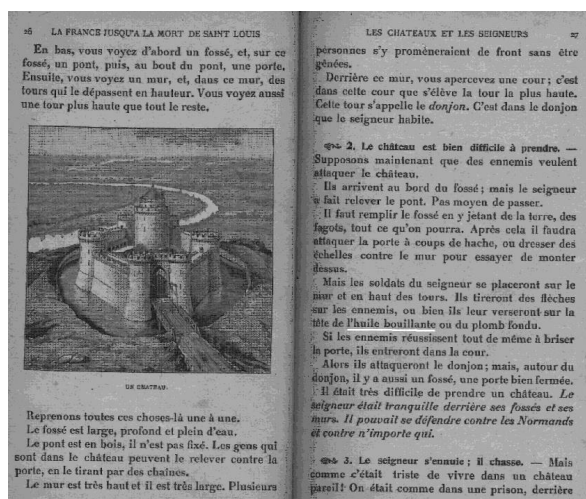 26 LA FRANCE JUSQU'A LA MORT DE SAINT LOUIS
En bas, vous voyez d'abord un fossé, et, sur ce
fossé, un pont, puis, au bout du pont, une porte.
Ensuite, vous voyez un mur, et, dans ce mur, des
tours qui le dépassent en hauteur. Vous voyez aussi
une tour plus haute que tout le reste.
UN CHATEAU.
Reprenons toutes ces choses-là une à une.
Le fossé est large, profond et plein d'eau.
Le pont est en bois, il n'est pas fixé. Les gens qui
sont dans le château peuvent le relever contre la
porte, en le tirant par des chaînes.
Le mur est très haut et il est très large. Plusieurs
LES CHATEAUX ET LES SEIGNEURS 27
personnes s'y promèneraient de front sans être
gênées.
Derrière ce mur, vous apercevez une cour; c'est
dans cette cour que s'élève la tour la plus haute.
Cette tour s'appelle le donjon. C'est dans le donjon
que le seigneur habite.
2. Le château est bien difficile à prendre. —
Supposons maintenant que des ennemis veulent
attaquer le château.
Ils arrivent au bord du fossé; mais le seigneur
a fait relever le pont. Pas moyen de passer.
Il faut remplir le fossé en y jetant de la terre, des
fagots, tout ce qu'on pourra. Après cela il faudra
attaquer la porte à coups de hache, ou dresser des
échelles contre le mur pour essayer de monter
dessus.
Mais les soldats du seigneur se placeront sur le
mur et en haut des tours. Ils tireront des flèches
sur les ennemis, ou bien ils leur verseront sur la
tête de l'huile bouillante ou du plomb fondu.
Si les ennemis réussissent tout de même à briser
la porte, ils entreront dans la cour.
Alors ils attaqueront le donjon; mais, autour du
donjon, il y a aussi un fossé, une porte bien fermée.
Il était très difficile de prendre un château. Le
seigneur était tranquille derrière ses fossés et ses
murs. Il pouvait se défendre contre les Normands
et contre n'importe qui.
3. Le seigneur s'ennuie; il chasse. — Mais
comme c'était triste de vivre dans un château
pareil! On était comme dans une prison, derrière